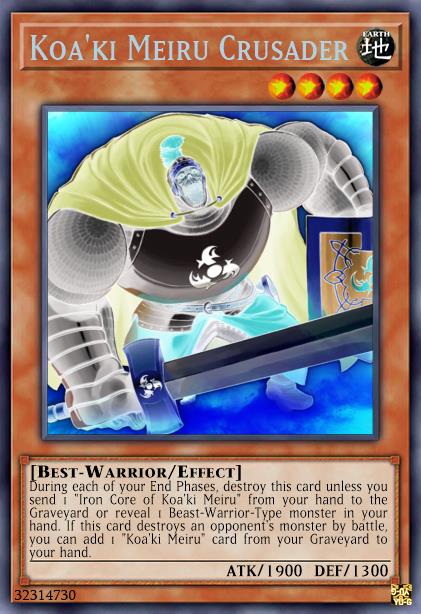 KOA'KI MEIRU CRUSADER
EARTH
地
[BEST-WARRIOR/EFFECT]
During each of your End Phases, destroy this card unless you
send 1 "Iron Core of Koa'ki Meiru" from your hand to the
Graveyard or reveal 1 Beast-Warrior-Type monster in your
hand. If this card destroys an opponent's monster by battle,
you can add 1 "Koa'ki Meiru" card from your Graveyard to
your hand.
ATK/1900 DEF/1300
32314730